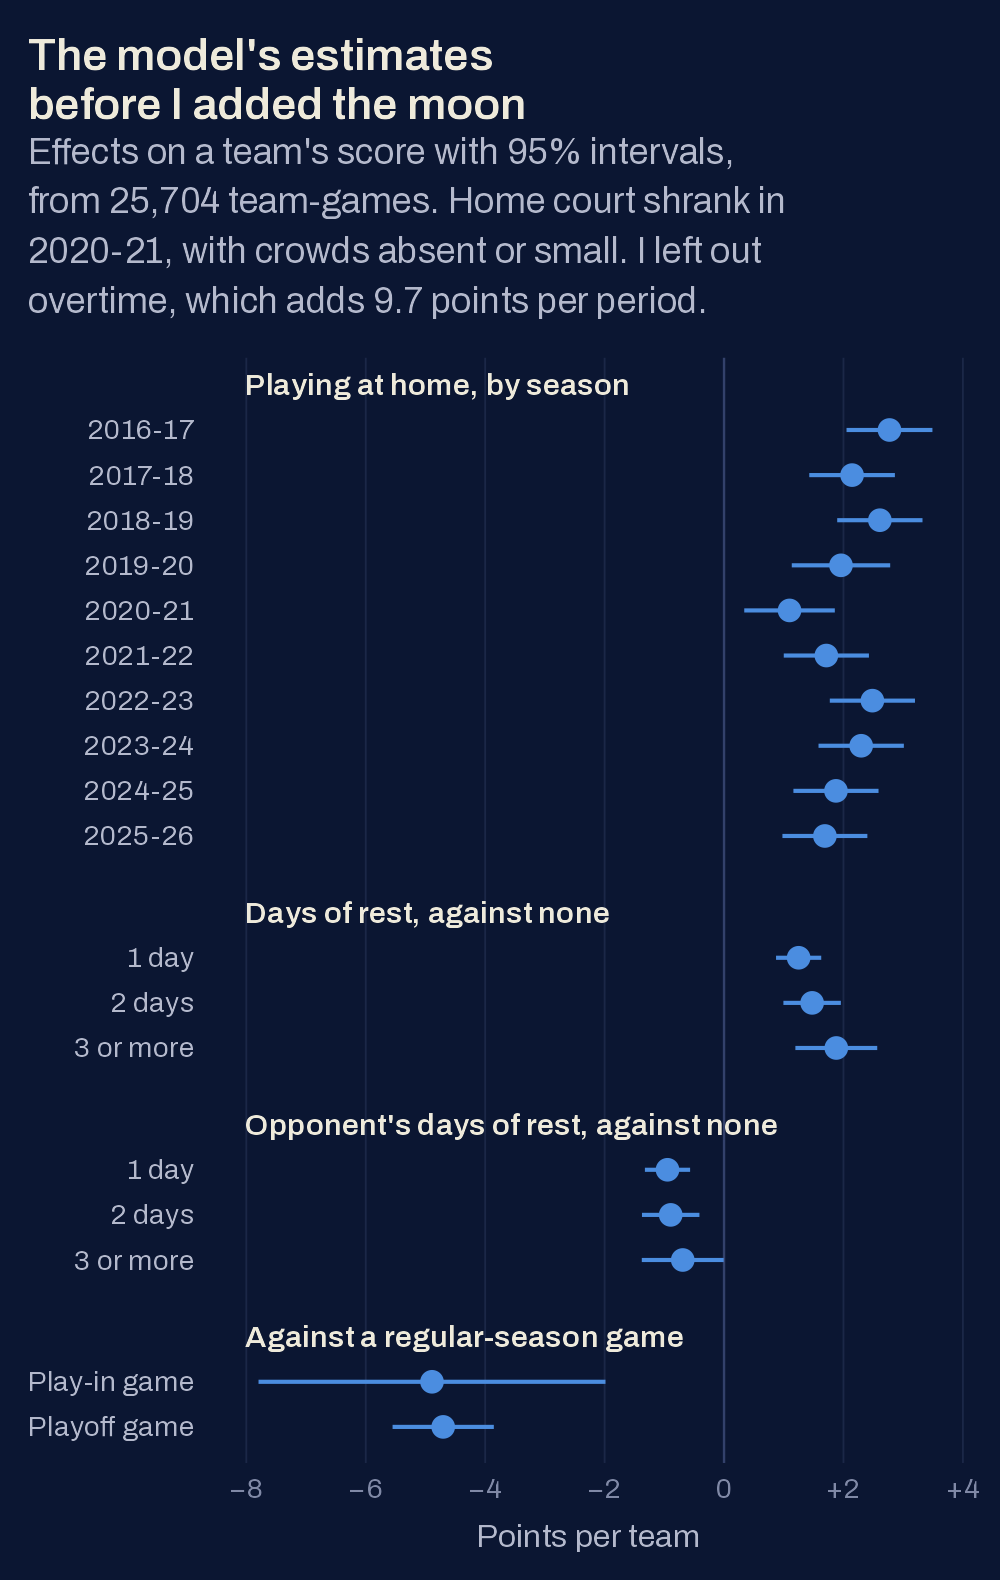 The model's estimates
before I added the moon
Effects on a team's score with 95% intervals,
from 25,704 team-games. Home court shrank in
2020-21, with crowds absent or small. I left out
overtime, which adds 9.7 points per period.
Playing at home, by season
2016-17
2017-18
2018-19
2019-20
2020-21
2021-22
2022-23
2023-24
2024-25
2025-26
Days of rest, against none
1 day
2 days
3 or more
Opponent's days of rest, against none
1 day
2 days
3 or more
Against a regular-season game
Play-in game
Playoff game
−8 −6 −4 −2 0 +2 +4
Points per team